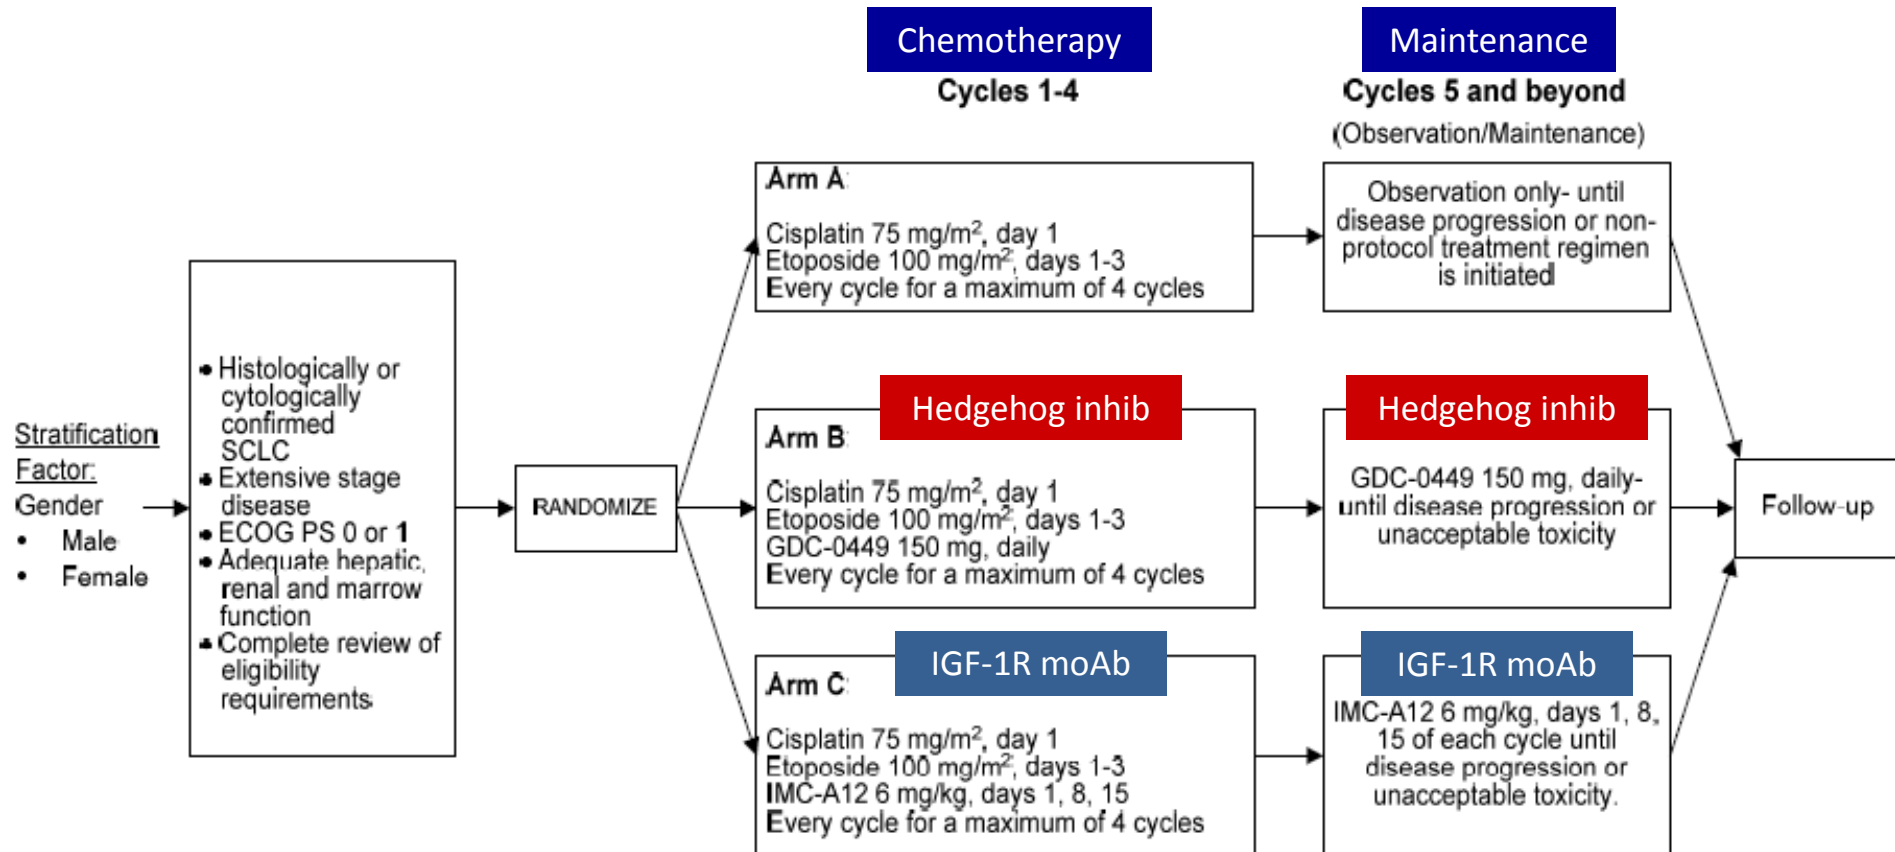 Chemotherapy
Cycles 1-4
Maintenance
Cycles 5 and beyond
(Observation/Maintenance)
Stratification
Factor:
Gender
• Male
• Female
• Histologically or
cytologically
confirmed
SCLC
• Extensive stage
disease
• ECOG PS 0 or 1
• Adequate hepatic,
renal and marrow
function
• Complete review of
eligibility
requirements
RANDOMIZE
Arm A:
Cisplatin 75 mg/m², day 1
Etoposide 100 mg/m², days 1-3
Every cycle for a maximum of 4 cycles
Observation only- until
disease progression or non-
protocol treatment regimen
is initiated
Hedgehog inhib
Arm B:
Cisplatin 75 mg/m², day 1
Etoposide 100 mg/m², days 1-3
GDC-0449 150 mg, daily
Every cycle for a maximum of 4 cycles
Hedgehog inhib
GDC-0449 150 mg, daily-
until disease progression or
unacceptable toxicity
IGF-1R moAb
Arm C:
Cisplatin 75 mg/m², day 1
Etoposide 100 mg/m², days 1-3
IMC-A12 6 mg/kg, days 1, 8, 15
Every cycle for a maximum of 4 cycles
IGF-1R moAb
IMC-A12 6 mg/kg, days 1, 8,
15 of each cycle until
disease progression or
unacceptable toxicity.
Follow-up